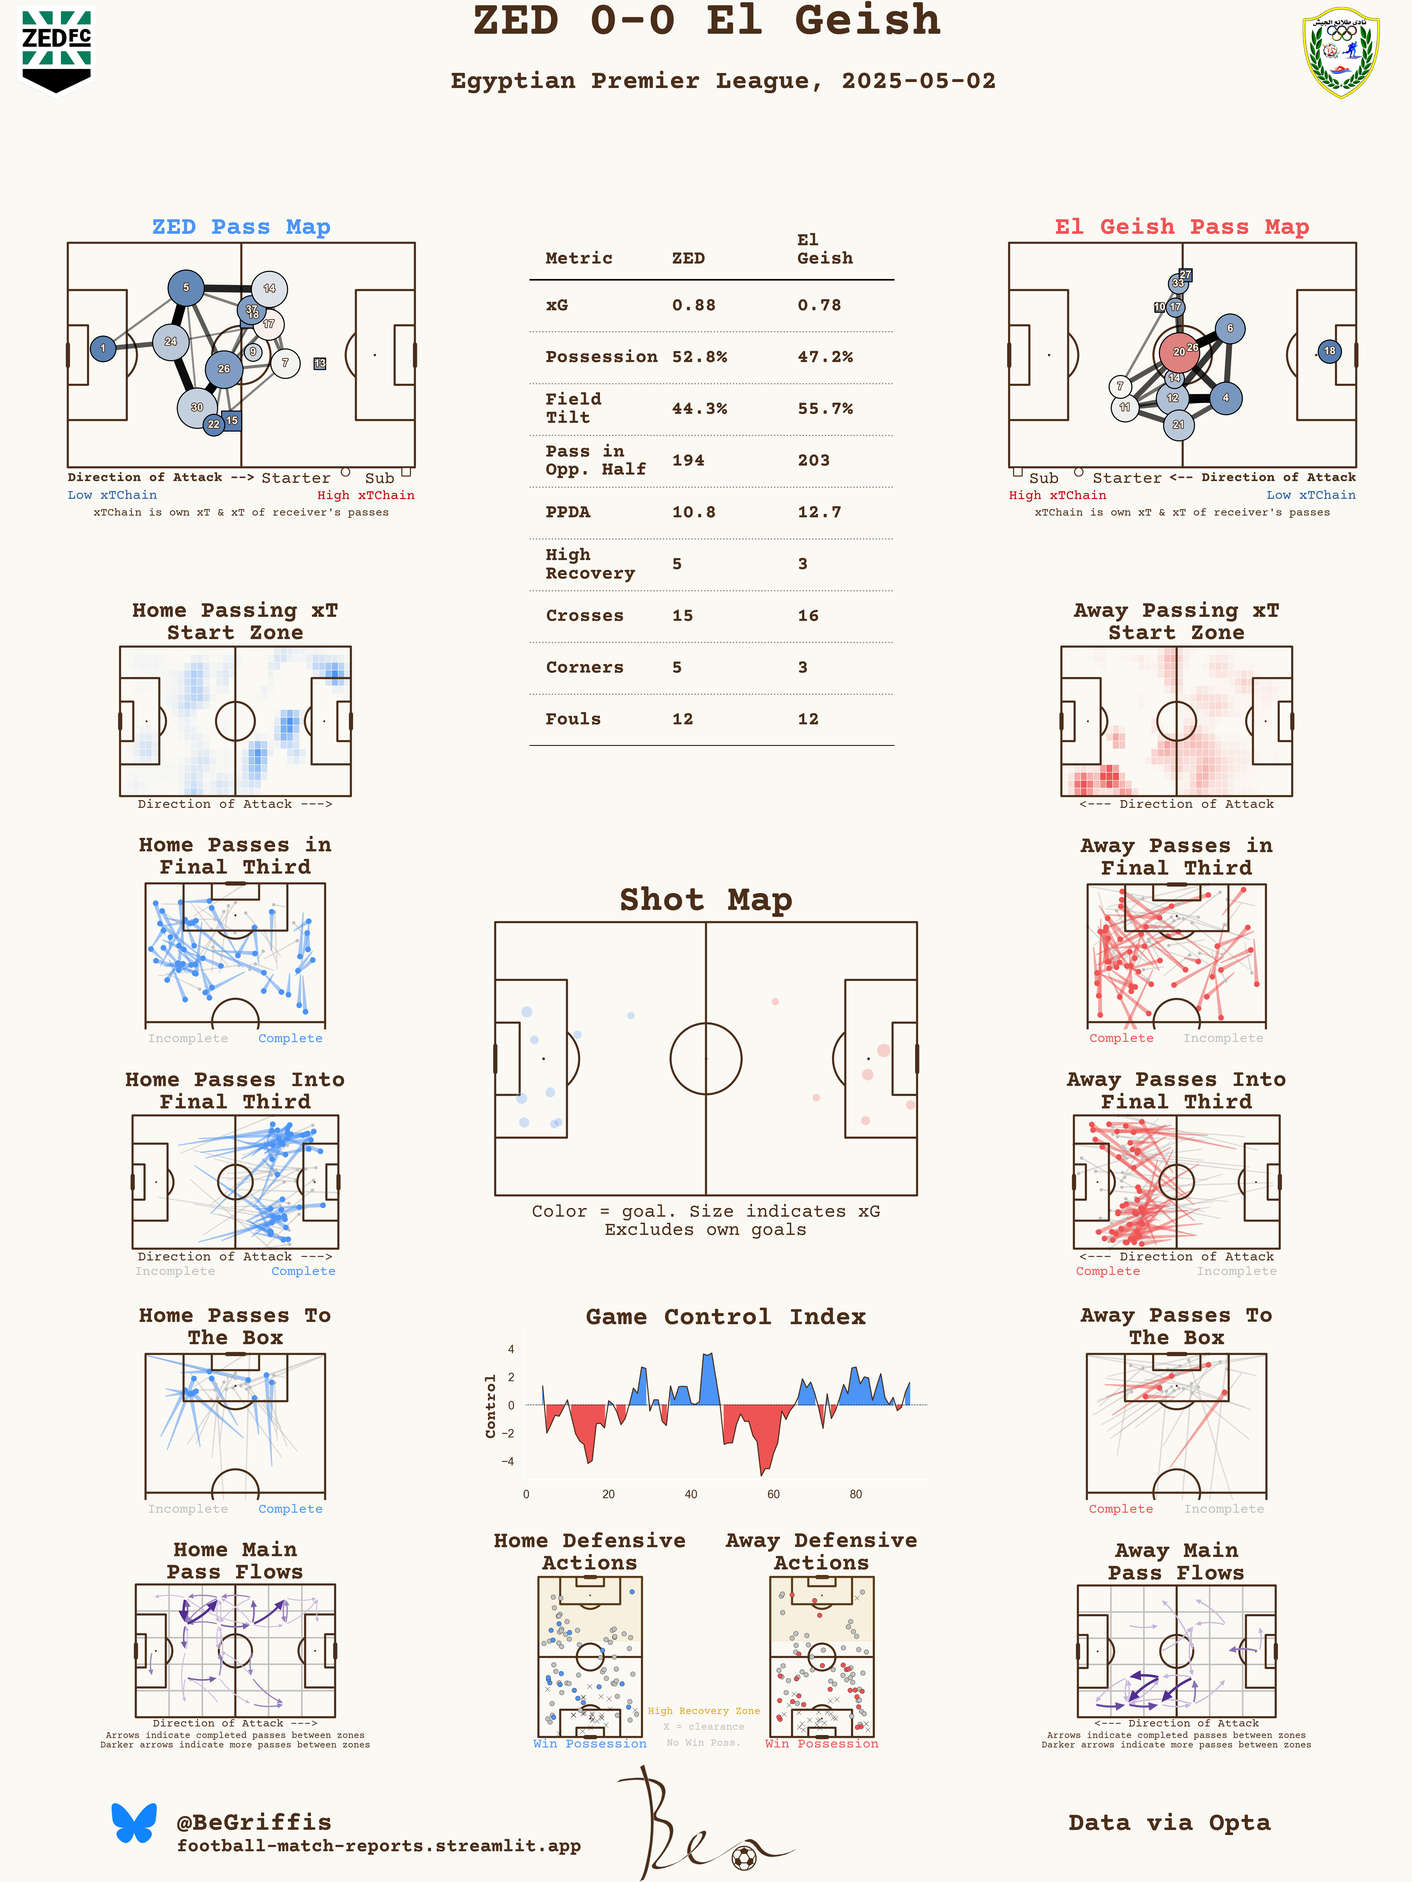 ZED 0-0 El Geish
Egyptian Premier League, 2025-05-02
ZEDFC
نادى طلائع الجيش
ZED Pass Map
5
14
37
18
17
24
1
9
7
13
26
30
22
15
Direction of Attack --> Starter Sub
Low xTChain High xTChain
xTChain is own xT & xT of receiver's passes
Metric ZED El Geish
xG 0.88 0.78
Possession 52.8% 47.2%
Field Tilt 44.3% 55.7%
Pass in Opp. Half 194 203
PPDA 10.8 12.7
High Recovery 5 3
Crosses 15 16
Corners 5 3
Fouls 12 12
El Geish Pass Map
27
33
10
17
6
20
26
18
14
7
12
4
11
21
Sub Starter <-- Direction of Attack
High xTChain Low xTChain
xTChain is own xT & xT of receiver's passes
Home Passing xT
Start Zone
Direction of Attack --->
Away Passing xT
Start Zone
<--- Direction of Attack
Home Passes in
Final Third
Incomplete Complete
Away Passes in
Final Third
Complete Incomplete
Shot Map
Color = goal. Size indicates xG
Excludes own goals
Home Passes Into
Final Third
Direction of Attack --->
Incomplete Complete
Away Passes Into
Final Third
<--- Direction of Attack
Complete Incomplete
Home Passes To
The Box
Incomplete Complete
Game Control Index
Control
4
2
0
−2
−4
0 20 40 60 80
Away Passes To
The Box
Complete Incomplete
Home Main
Pass Flows
Direction of Attack --->
Arrows indicate completed passes between zones
Darker arrows indicate more passes between zones
Home Defensive
Actions
Win Possession
High Recovery Zone
X = clearance
No Win Poss.
Away Defensive
Actions
Win Possession
Away Main
Pass Flows
<--- Direction of Attack
Arrows indicate completed passes between zones
Darker arrows indicate more passes between zones
@BeGriffis
football-match-reports.streamlit.app
Ben
Data via Opta